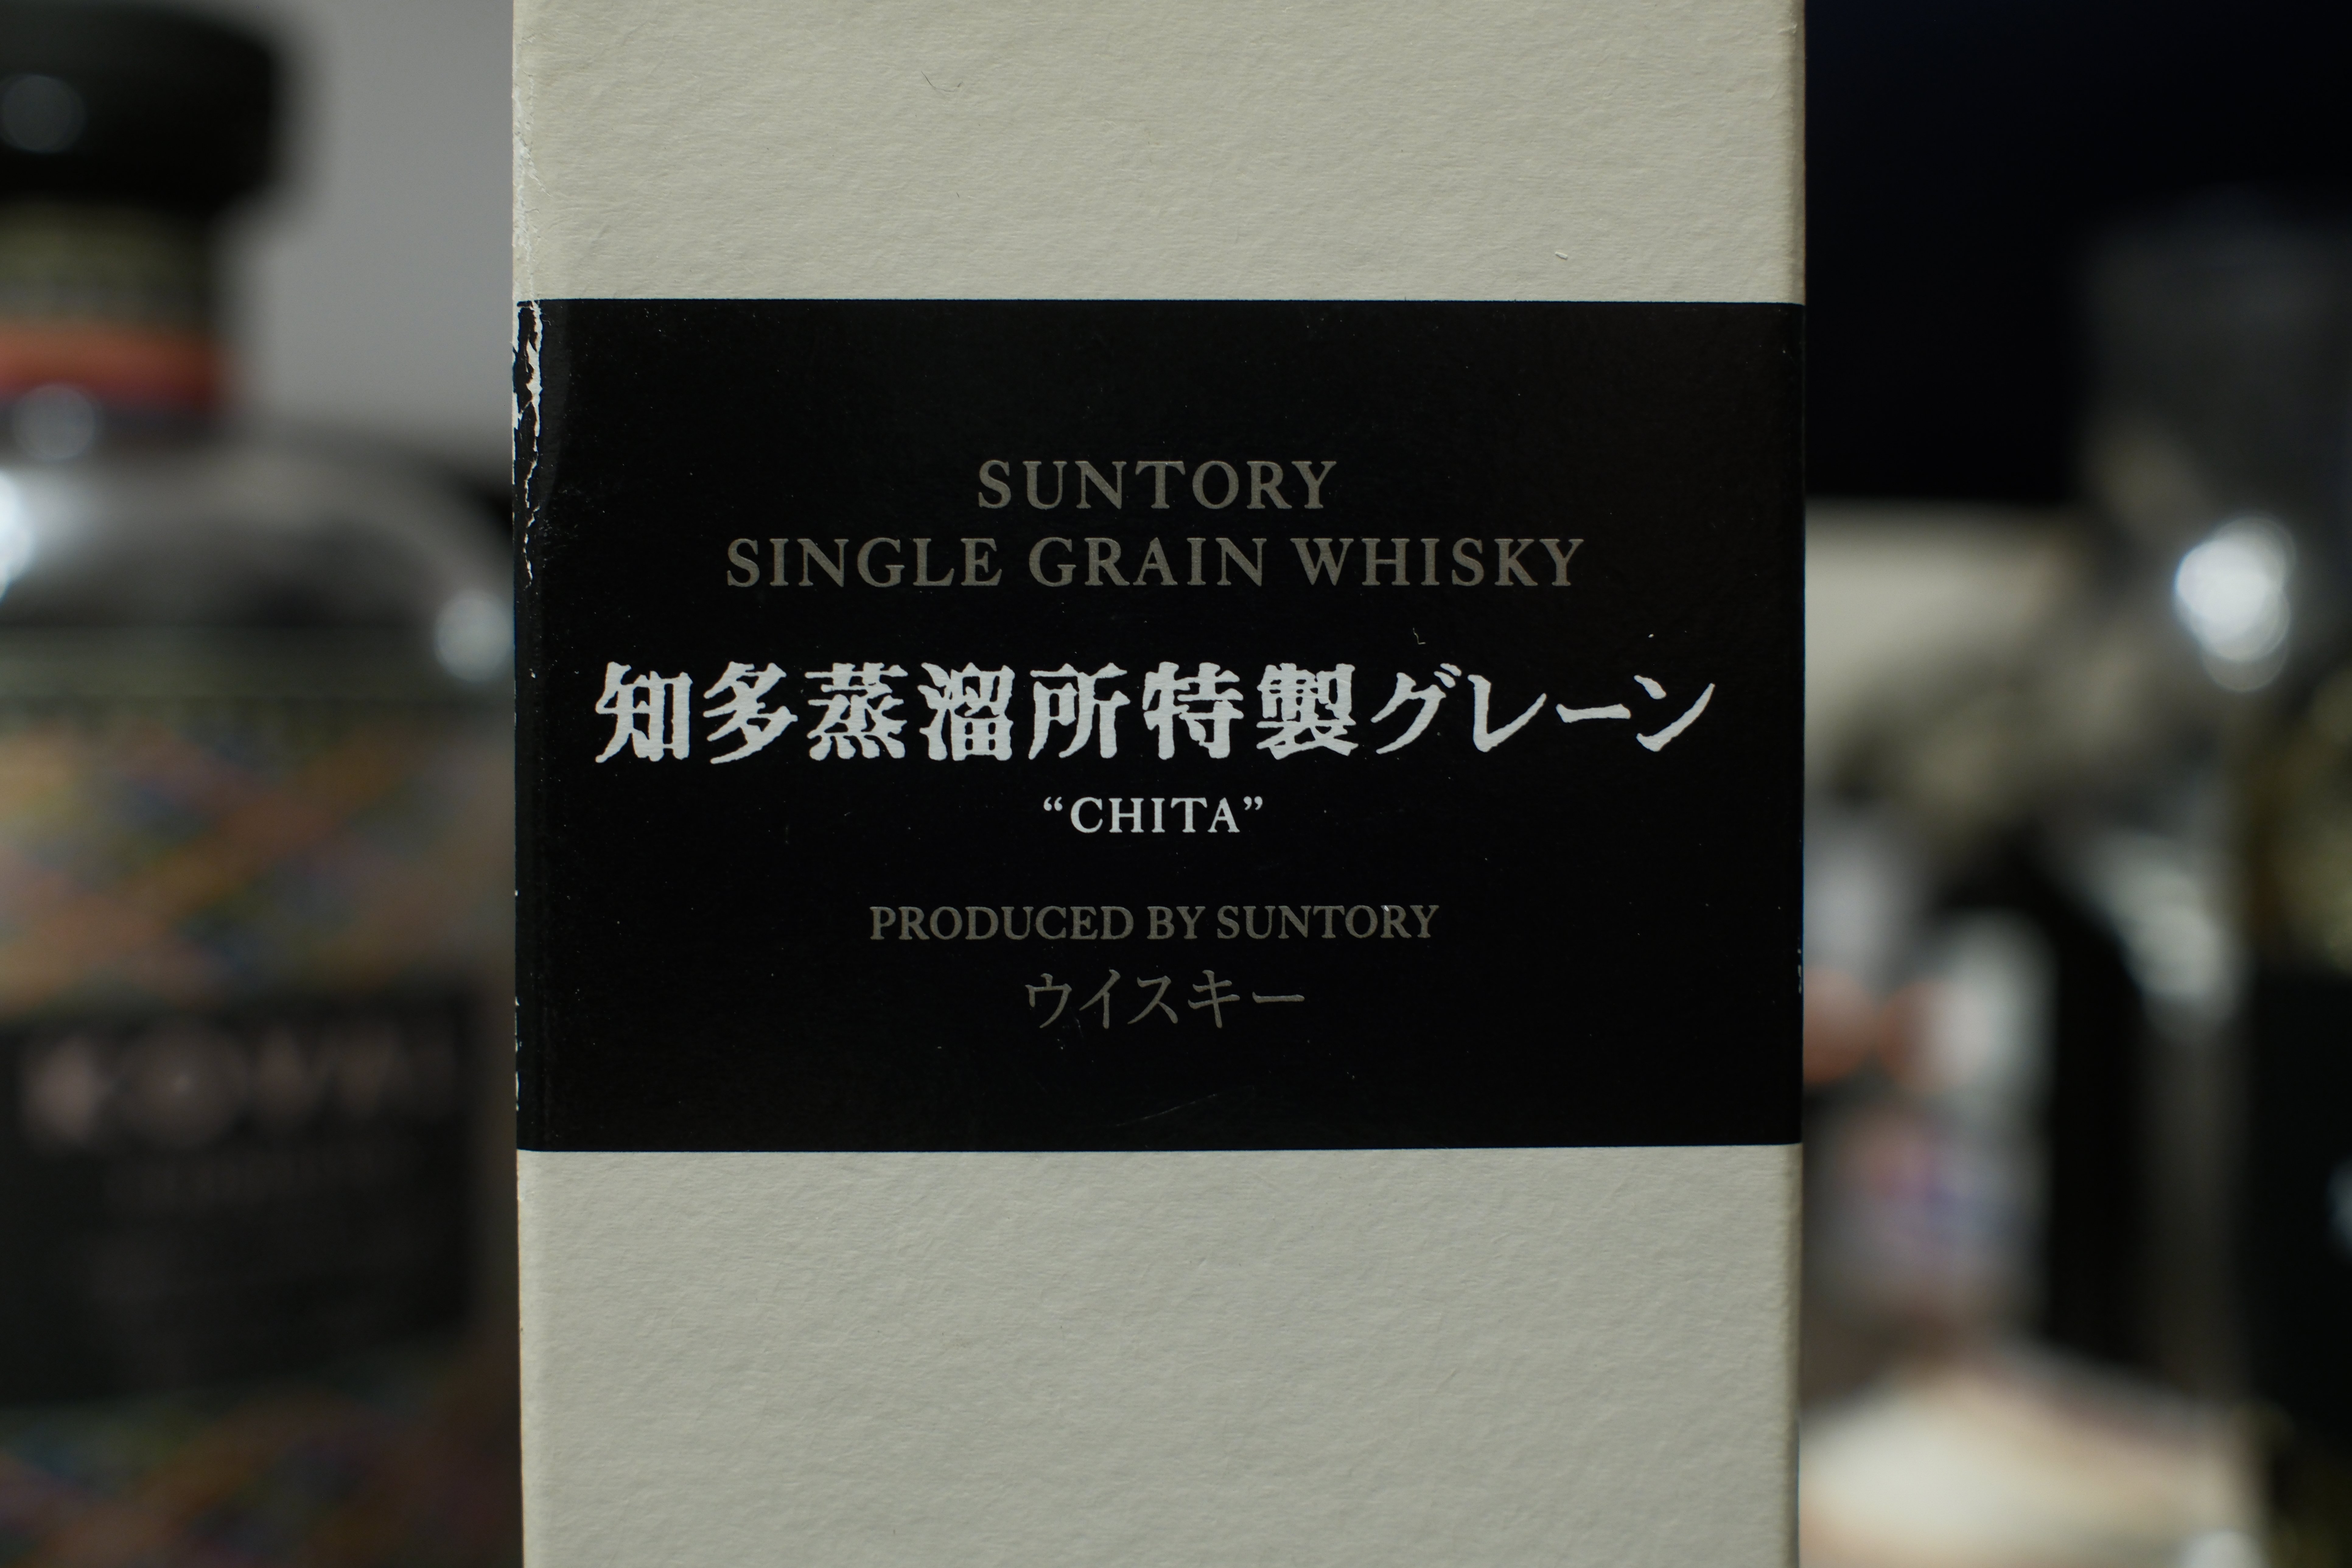 SUNTORY
SINGLE GRAIN WHISKY
知多蒸溜所特製グレーン
“CHITA”
PRODUCED BY SUNTORY
ウイスキー